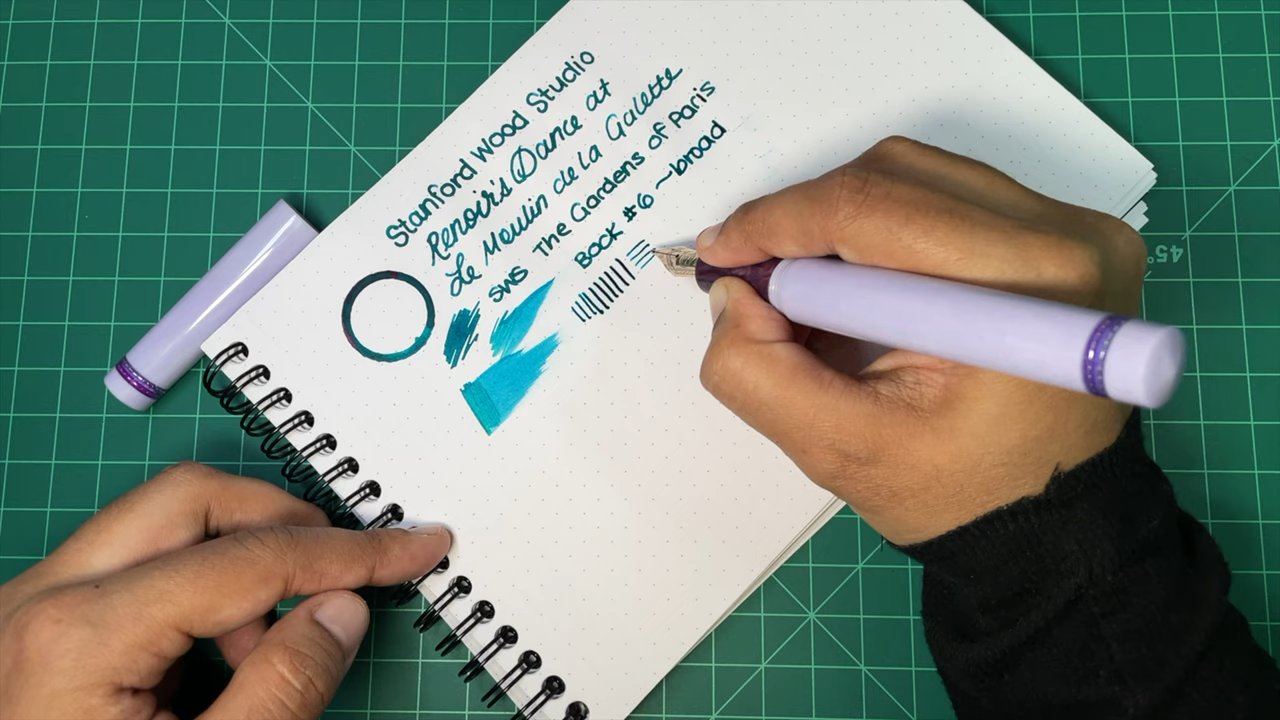 Stanford Wood Studio
Renoir's Dance at
Le Moulin de la Galette
SWS The Gardens of Paris
Bock #6 ~broad
45°